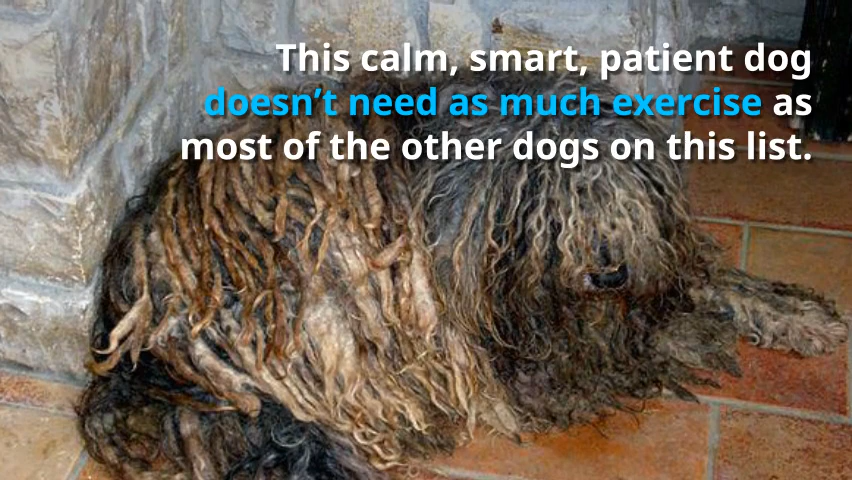 This calm, smart, patient dog
doesn’t need as much exercise as
most of the other dogs on this list.